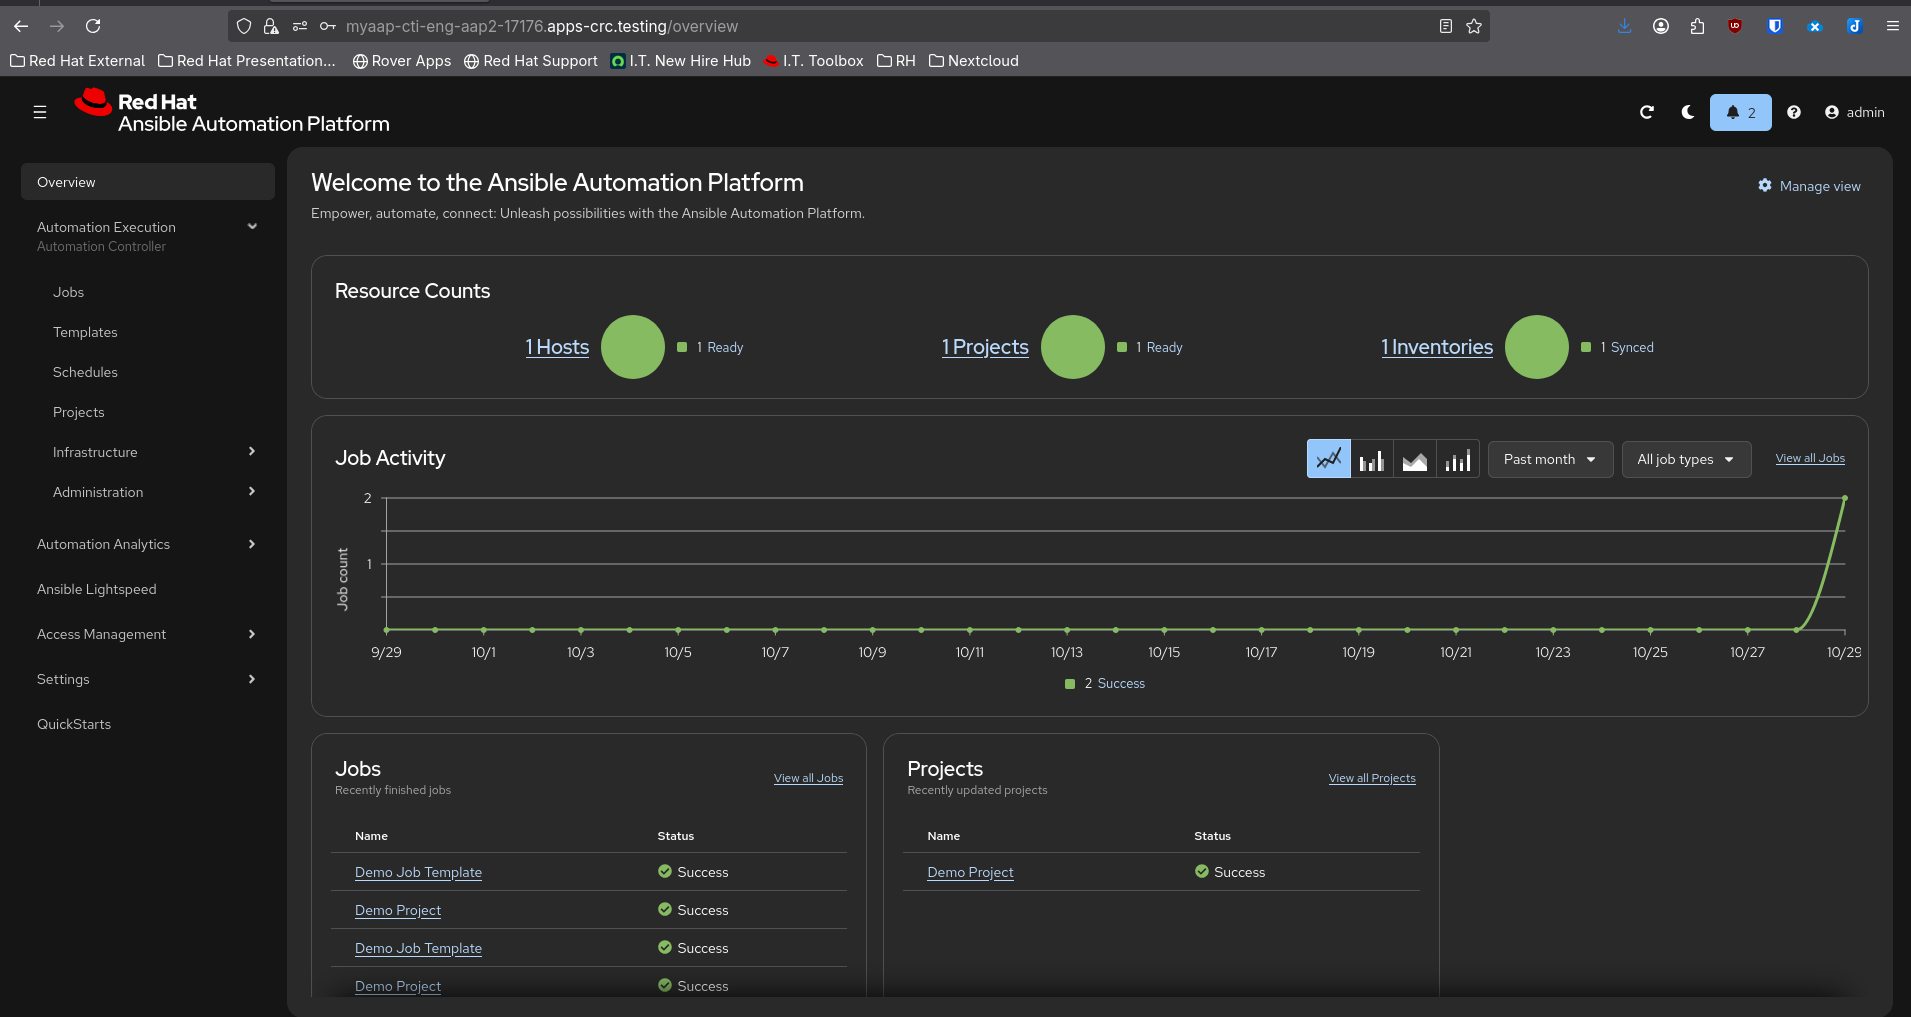 myaap-cti-eng-aap2-17176.apps-crc.testing/overview
Red Hat External
Red Hat Presentation...
Rover Apps
Red Hat Support
I.T. New Hire Hub
I.T. Toolbox
RH
Nextcloud
Red Hat
Ansible Automation Platform
2
admin
Overview
Automation Execution
Automation Controller
Jobs
Templates
Schedules
Projects
Infrastructure
Administration
Automation Analytics
Ansible Lightspeed
Access Management
Settings
QuickStarts
Welcome to the Ansible Automation Platform
Manage view
Empower, automate, connect: Unleash possibilities with the Ansible Automation Platform.
Resource Counts
1 Hosts
1 Ready
1 Projects
1 Ready
1 Inventories
1 Synced
Job Activity
Past month
All job types
View all Jobs
2
1
Job count
9/29 10/1 10/3 10/5 10/7 10/9 10/11 10/13 10/15 10/17 10/19 10/21 10/23 10/25 10/27 10/29
2 Success
Jobs
View all Jobs
Recently finished jobs
Name Status
Demo Job Template Success
Demo Project Success
Demo Job Template Success
Demo Project Success
Projects
View all Projects
Recently updated projects
Name Status
Demo Project Success